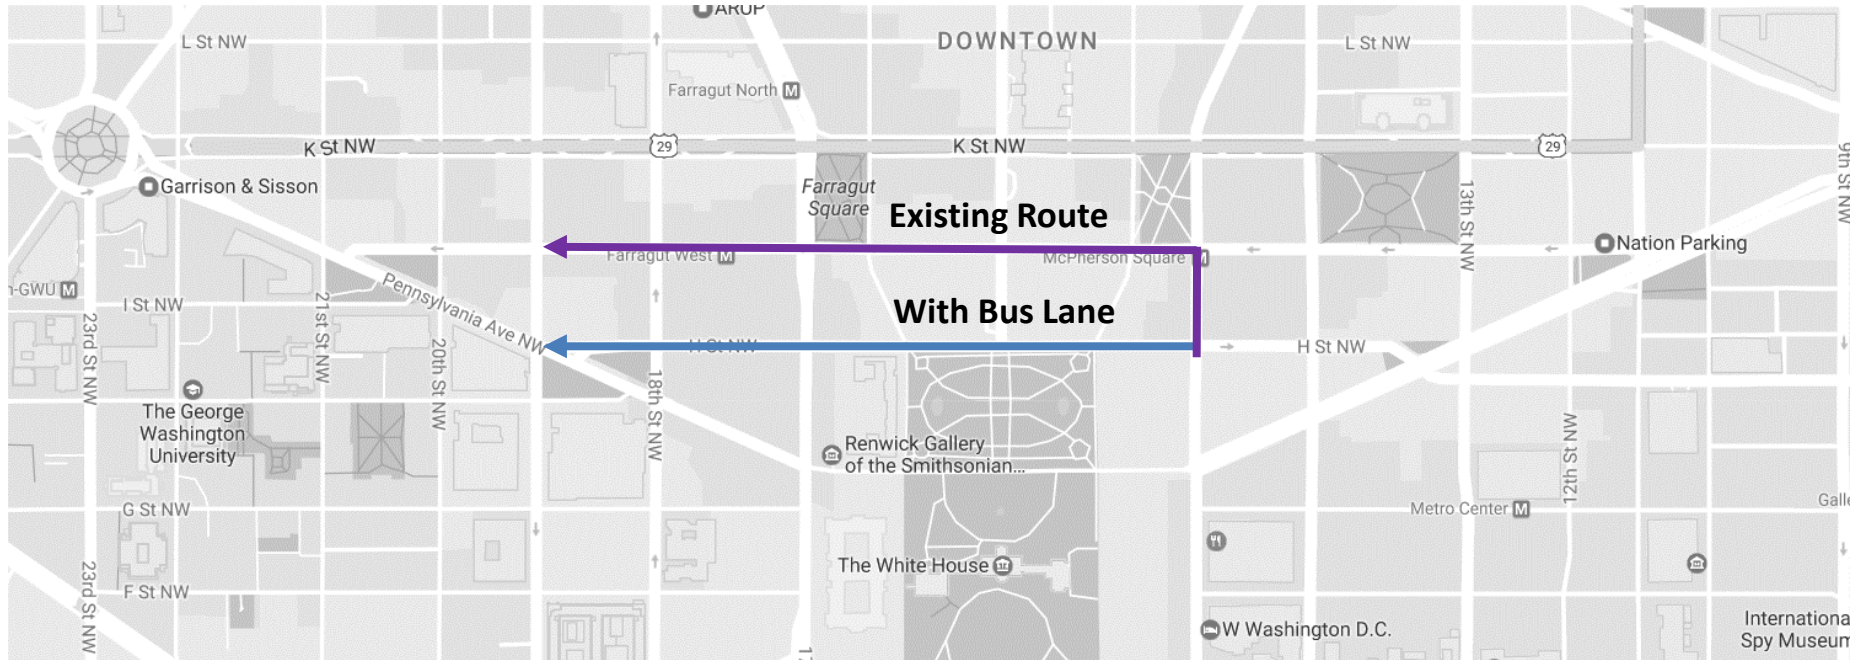 ARUP
L St NW
DOWNTOWN
L St NW
Farragut North M
K St NW
29
K St NW
29
Garrison & Sisson
Farragut
Square
13th St NW
9th St NW
Existing Route
Farragut West M
McPherson Square M
Nation Parking
n-GWU M
I St NW
Pennsylvania Ave NW
With Bus Lane
23rd St NW
21st St NW
20th St NW
H St NW
H St NW
18th St NW
The George
Washington
University
Renwick Gallery
of the Smithsonian...
12th St NW
G St NW
Metro Center M
Galle
The White House
23rd St NW
F St NW
W Washington D.C.
International
Spy Museum
17